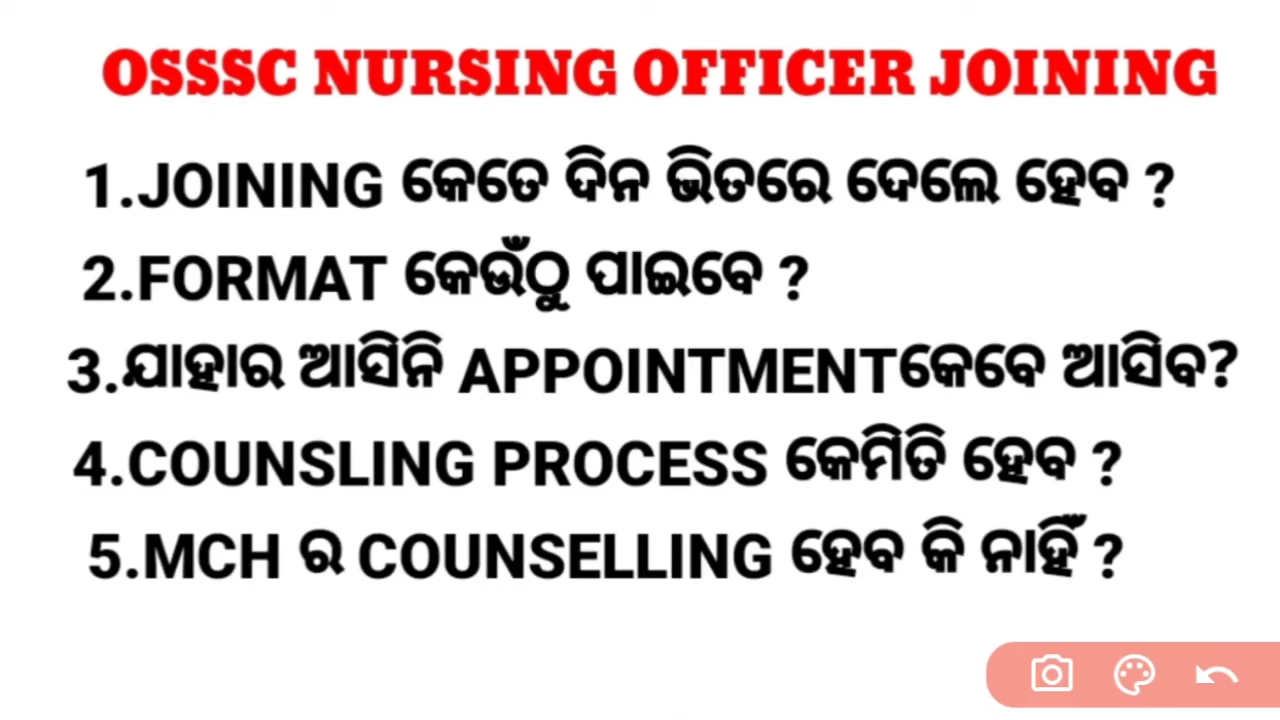 OSSSC NURSING OFFICER JOINING
1.JOINING କେତେ ଦିନ ଭିତରେ ଦେଲେ ହେବ ?
2.FORMAT କେଉଁଠୁ ପାଇବେ ?
3.ଯାହାର ଆସିନି APPOINTMENTକେବେ ଆସିବ?
4.COUNSLING PROCESS କେମିତି ହେବ ?
5.MCH ର COUNSELLING ହେବ କି ନାହିଁ ?